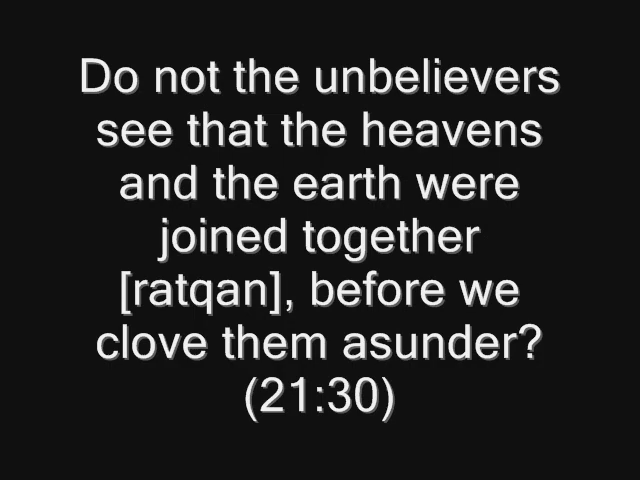 Do not the unbelievers
see that the heavens
and the earth were
joined together
[ratqan], before we
clove them asunder?
(21:30)